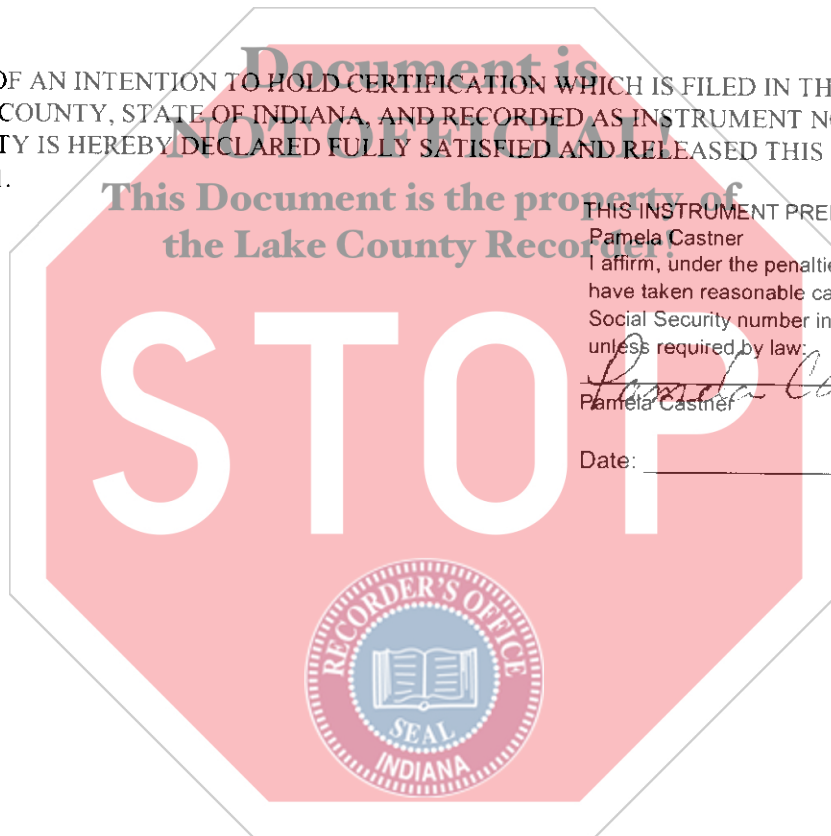 Document is
OF AN INTENTION TO HOLD CERTIFICATION WHICH IS FILED IN TH
COUNTY, STATE OF INDIANA, AND RECORDED AS INSTRUMENT N
NOT OFFICIAL!
TY IS HEREBY DECLARED FULLY SATISFIED AND RELEASED THIS
This Document is the property of
the Lake County Recorder!
THIS INSTRUMENT PRE
Pamela Castner
I affirm, under the penaltie
have taken reasonable ca
Social Security number in
unless required by law:
Pamela Ca
Pamela Castner
Date:
STOP
RECORDER'S OFFICE
SEAL
INDIANA